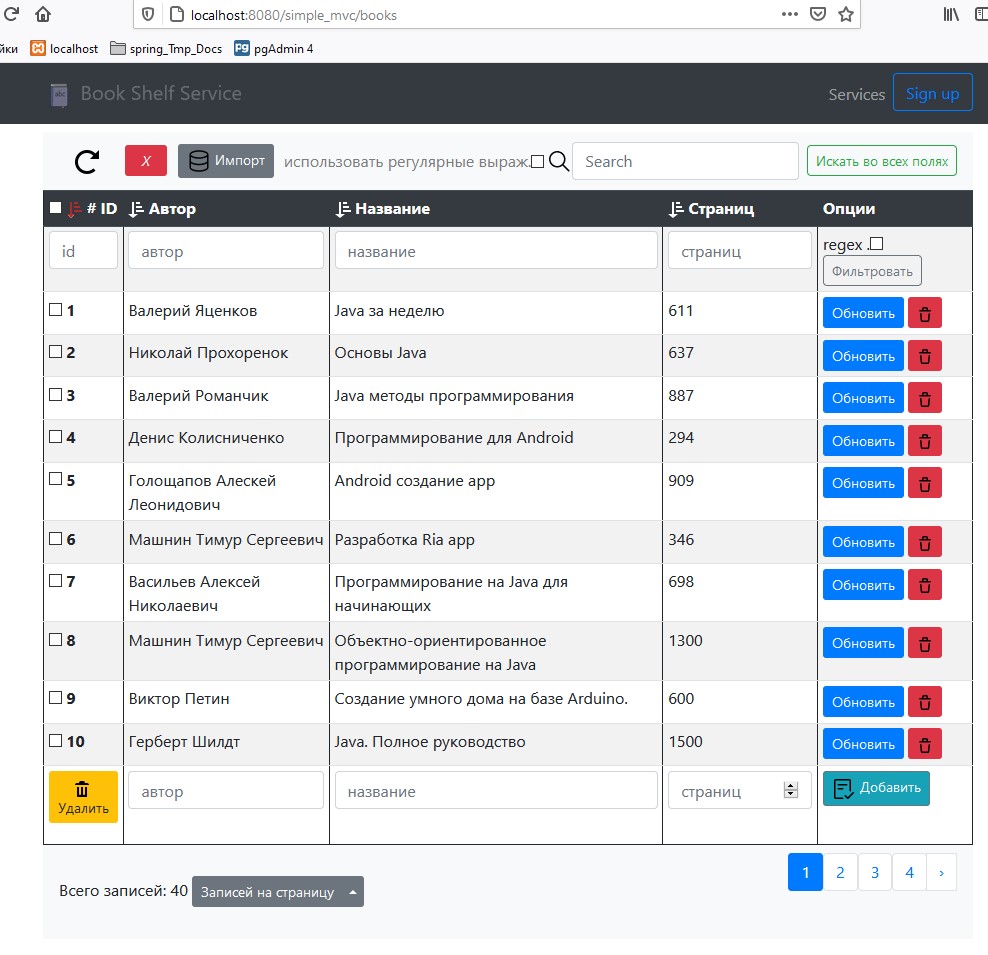 localhost:8080/simple_mvc/books
йки localhost spring_Tmp_Docs Pg pgAdmin 4
abc Book Shelf Service Services Sign up
X Импорт использовать регулярные выраж. Search Искать во всех полях
# ID Автор Название Страниц Опции
id автор название страниц regex .
Фильтровать
1 Валерий Яценков Java за неделю 611 Обновить
2 Николай Прохоренок Основы Java 637 Обновить
3 Валерий Романчик Java методы программирования 887 Обновить
4 Денис Колисниченко Программирование для Android 294 Обновить
5 Голощапов Алескей Android создание app 909 Обновить
Леонидович
6 Машнин Тимур Сергеевич Разработка Ria app 346 Обновить
7 Васильев Алексей Программирование на Java для 698 Обновить
Николаевич начинающих
8 Машнин Тимур Сергеевич Объектно-ориентированное 1300 Обновить
программирование на Java
9 Виктор Петин Создание умного дома на базе Arduino. 600 Обновить
10 Герберт Шилдт Java. Полное руководство 1500 Обновить
Удалить автор название страниц Добавить
Всего записей: 40 Записей на страницу 1 2 3 4 ›